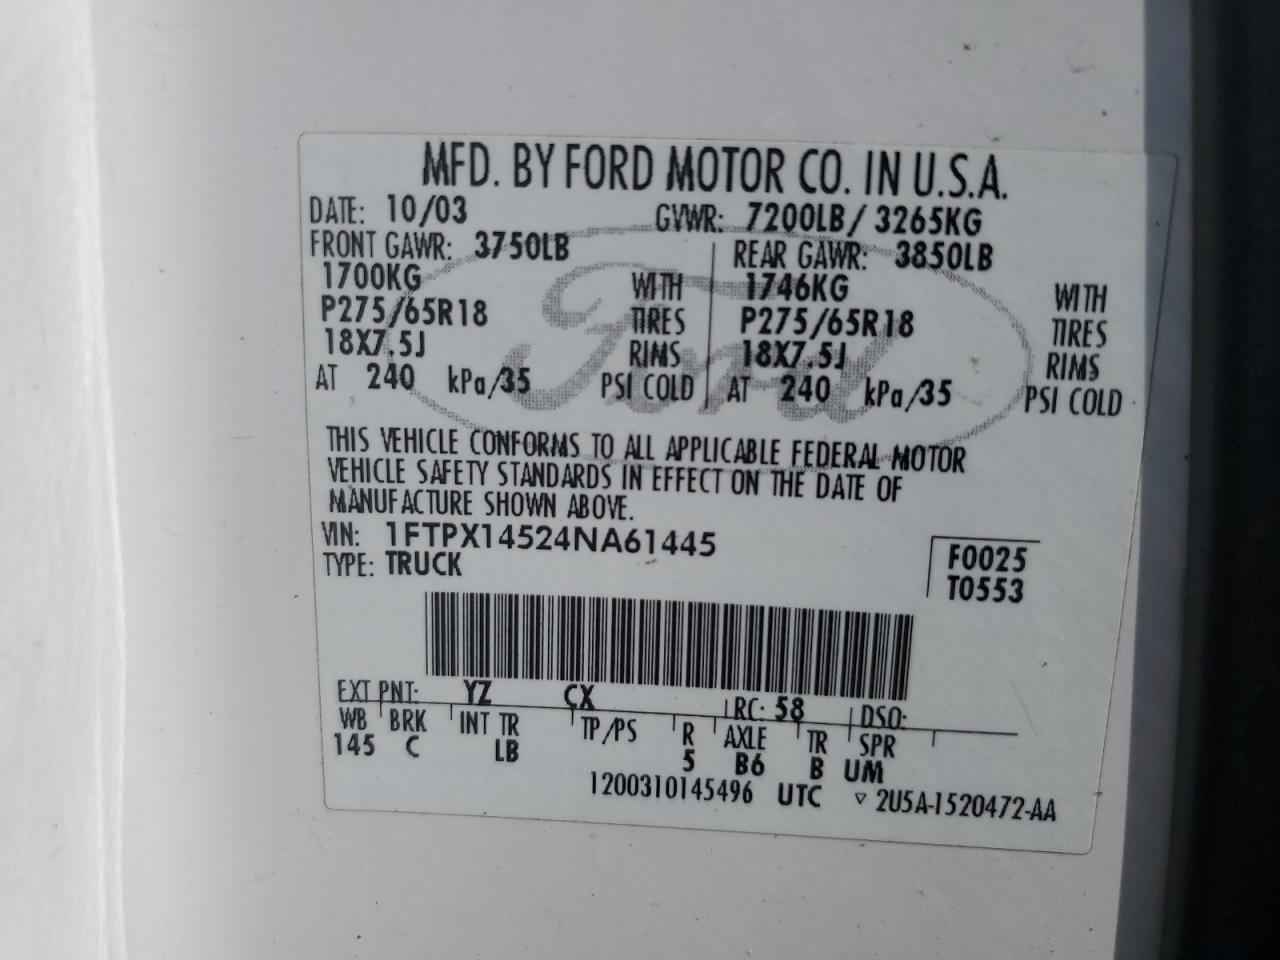 MFD. BY FORD MOTOR CO. IN U.S.A.
DATE: 10/03 GVWR: 7200LB/ 3265KG
FRONT GAWR: 3750LB REAR GAWR: 3850LB
1700KG WITH 1746KG WITH
P275/65R18 TIRES P275/65R18 TIRES
18X7.5J RIMS 18X7.5J RIMS
AT 240 kPa/35 PSI COLD AT 240 kPa/35 PSI COLD
Ford
THIS VEHICLE CONFORMS TO ALL APPLICABLE FEDERAL MOTOR
VEHICLE SAFETY STANDARDS IN EFFECT ON THE DATE OF
MANUFACTURE SHOWN ABOVE.
VIN: 1FTPX14524NA61445
TYPE: TRUCK
F0025
T0553
EXT PNT: YZ CX RC: 58 DSO:
WB BRK INT TR TP/PS R AXLE TR SPR
145 C LB 5 B6 B UM
1200310145496 UTC ▽ 2U5A-1520472-AA